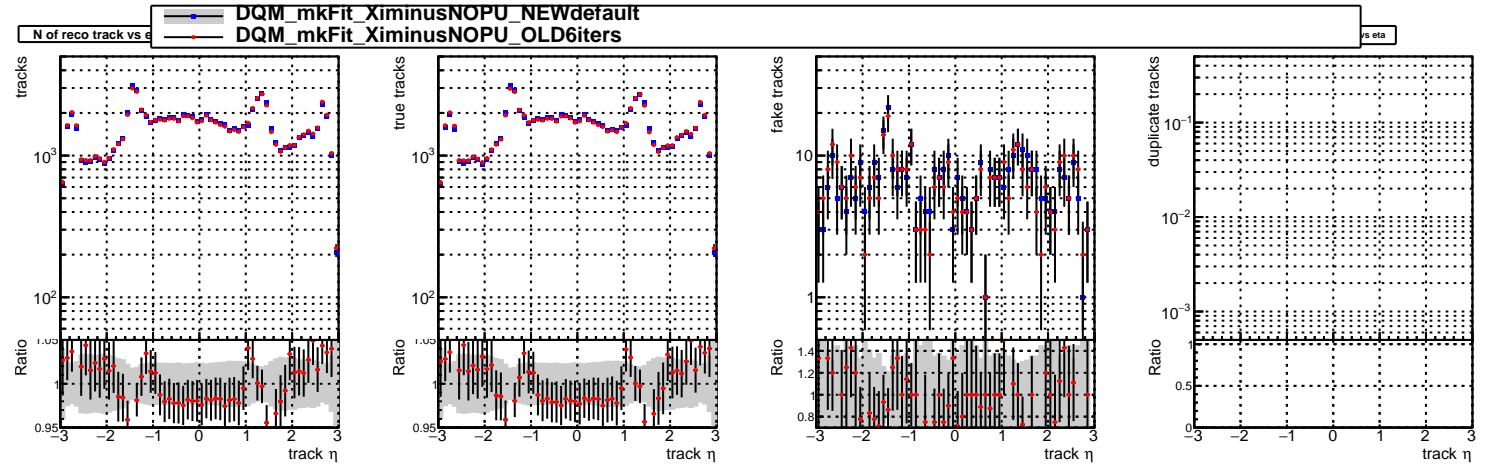 DQM_mkFit_XiminusNOPU_NEWdefault
DQM_mkFit_XiminusNOPU_OLD6iters
N of reco track vs e
vs eta
tracks
10³
10²
Ratio
1.05
1
0.95
−3 −2 −1 0 1 2 3
track η
true tracks
10³
10²
Ratio
1.05
1
0.95
−3 −2 −1 0 1 2 3
track η
fake tracks
10
1
Ratio
1.4
1.2
1
0.8
−3 −2 −1 0 1 2 3
track η
duplicate tracks
10⁻¹
10⁻²
10⁻³
Ratio
1
0.5
0
−3 −2 −1 0 1 2 3
track η